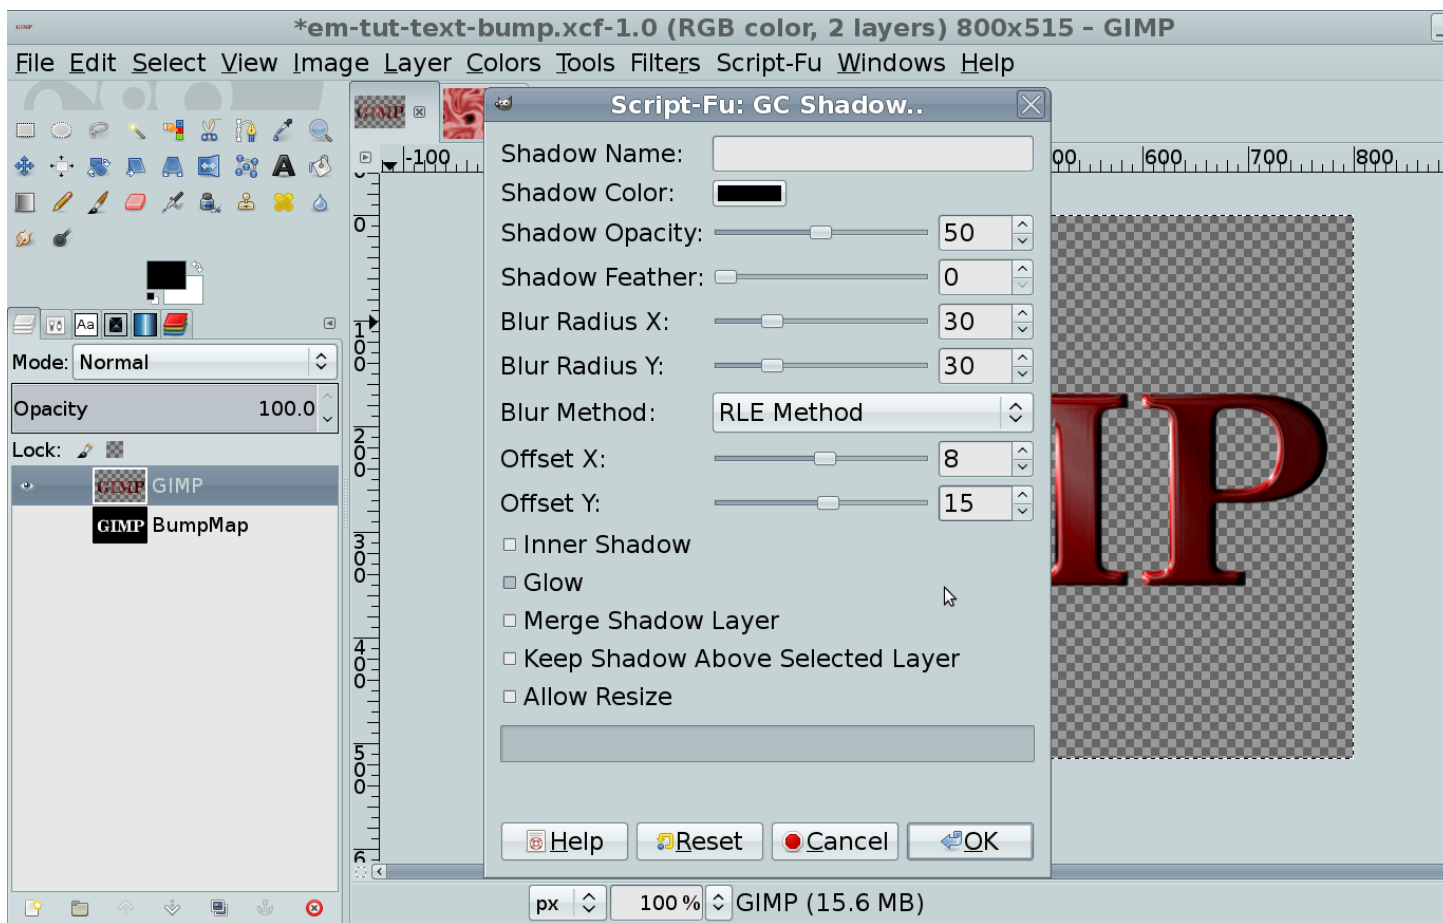 *em-tut-text-bump.xcf-1.0 (RGB color, 2 layers) 800x515 – GIMP
File Edit Select View Image Layer Colors Tools Filters Script-Fu Windows Help
GIMP
Script-Fu: GC Shadow..
-100
00 600 700 800
0
100
200
300
400
500
6
Shadow Name:
Shadow Color:
Shadow Opacity: 50
Shadow Feather: 0
Blur Radius X: 30
Blur Radius Y: 30
Blur Method: RLE Method
Offset X: 8
Offset Y: 15
Inner Shadow
Glow
Merge Shadow Layer
Keep Shadow Above Selected Layer
Allow Resize
Help Reset Cancel OK
Aa
Mode: Normal
Opacity 100.0
Lock:
GIMP GIMP
GIMP BumpMap
MP
px 100 % GIMP (15.6 MB)